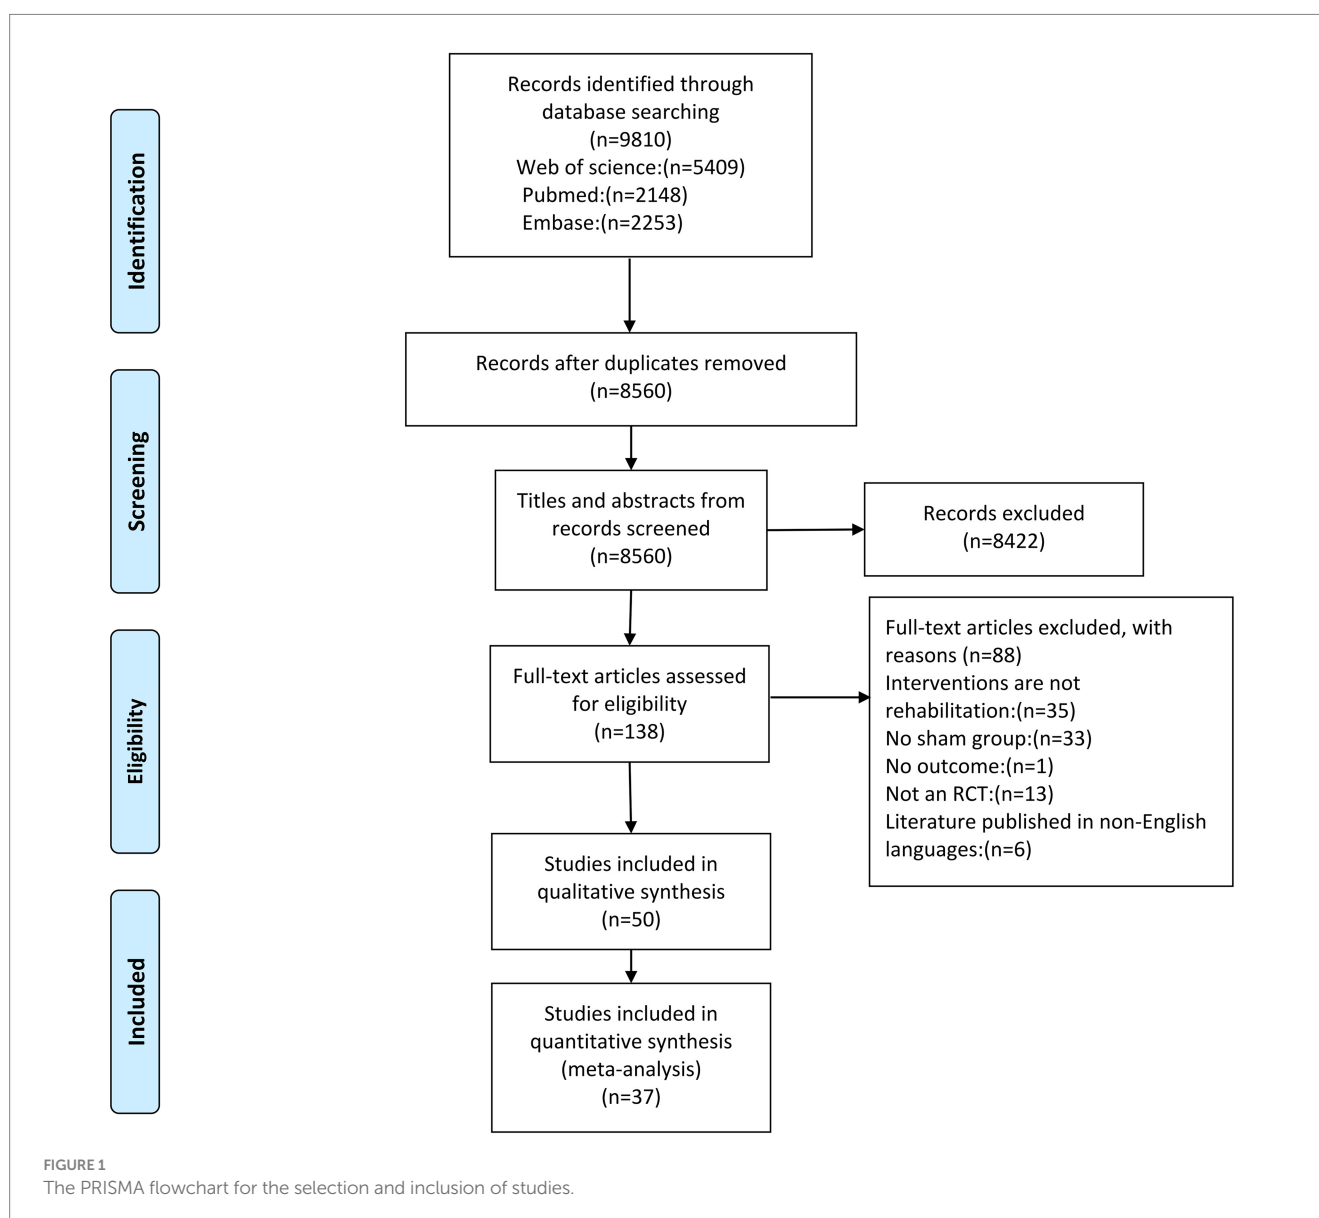 Identification
Records identified through
database searching
(n=9810)
Web of science:(n=5409)
Pubmed:(n=2148)
Embase:(n=2253)
Records after duplicates removed
(n=8560)
Screening
Titles and abstracts from
records screened
(n=8560)
Records excluded
(n=8422)
Eligibility
Full-text articles assessed
for eligibility
(n=138)
Full-text articles excluded, with
reasons (n=88)
Interventions are not
rehabilitation:(n=35)
No sham group:(n=33)
No outcome:(n=1)
Not an RCT:(n=13)
Literature published in non-English
languages:(n=6)
Studies included in
qualitative synthesis
(n=50)
Included
Studies included in
quantitative synthesis
(meta-analysis)
(n=37)
FIGURE 1
The PRISMA flowchart for the selection and inclusion of studies.